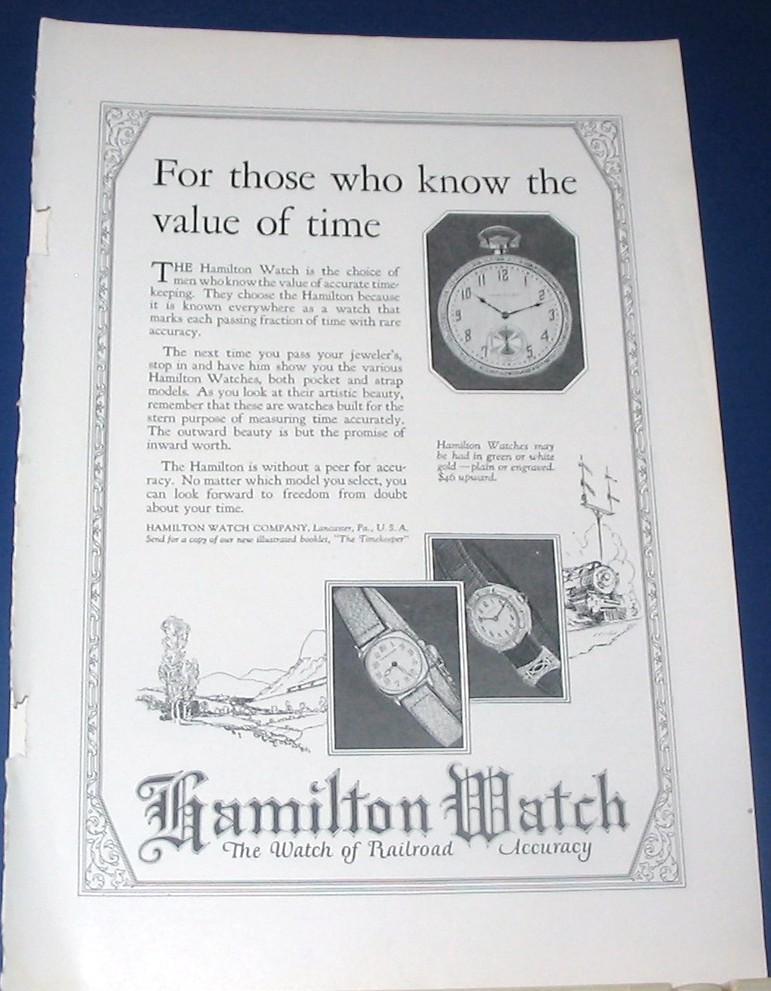 For those who know the
value of time
THE Hamilton Watch is the choice of
men who know the value of accurate time-
keeping. They choose the Hamilton because
it is known everywhere as a watch that
marks each passing fraction of time with rare
accuracy.
The next time you pass your jeweler's,
stop in and have him show you the various
Hamilton Watches, both pocket and strap
models. As you look at their artistic beauty,
remember that these are watches built for the
stern purpose of measuring time accurately.
The outward beauty is but the promise of
inward worth.
The Hamilton is without a peer for accu-
racy. No matter which model you select, you
can look forward to freedom from doubt
about your time.
HAMILTON WATCH COMPANY, Lancaster, Pa., U. S. A.
Send for a copy of our new illustrated booklet, "The Timekeeper"
Hamilton Watches may
be had in green or white
gold—plain or engraved.
$46 upward.
Hamilton Watch
The Watch of Railroad Accuracy